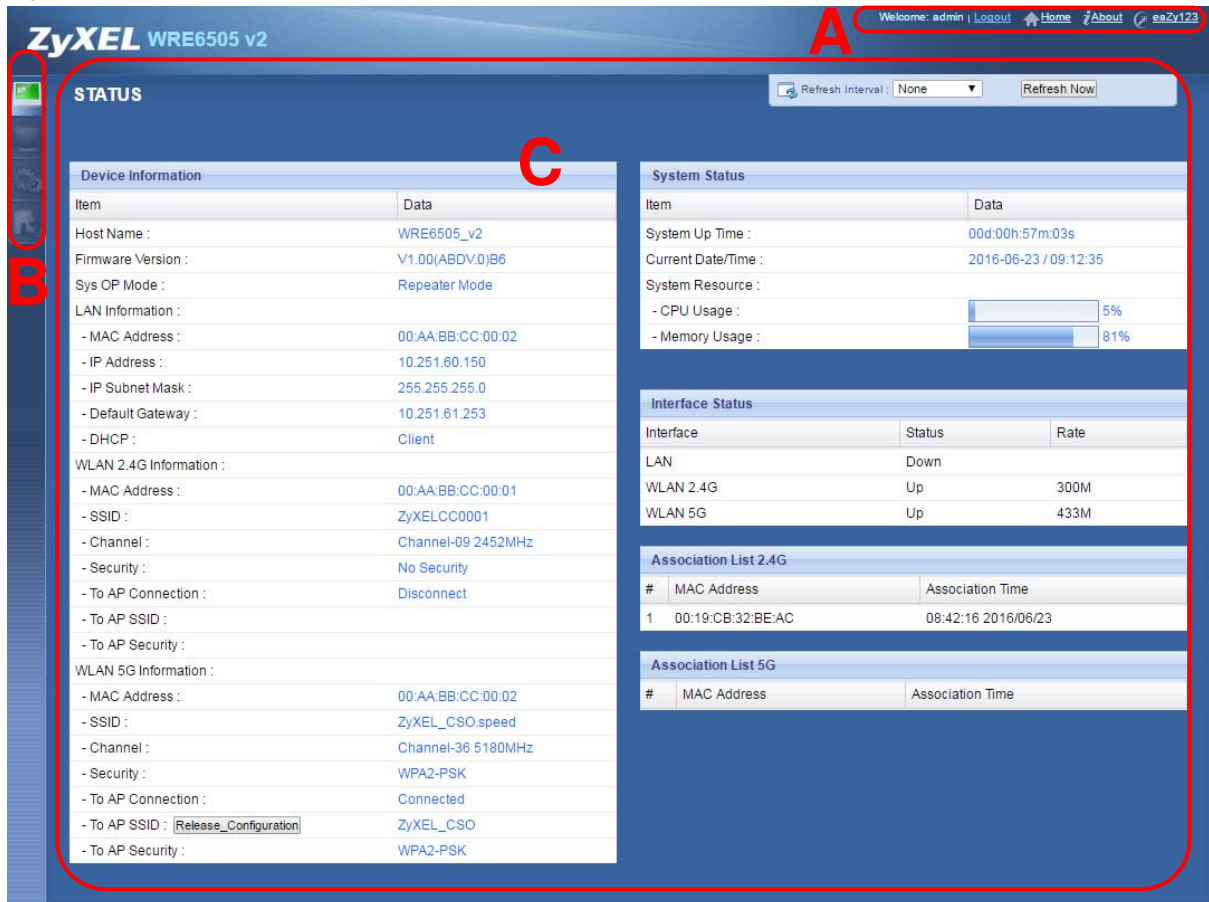 Welcome: admin | Logout Home About eaZy123
A
ZyXEL WRE6505 v2
STATUS
Refresh Interval : None Refresh Now
C
B
Device Information
Item Data
Host Name : WRE6505_v2
Firmware Version : V1.00(ABDV.0)B6
Sys OP Mode : Repeater Mode
LAN Information :
- MAC Address : 00:AA:BB:CC:00:02
- IP Address : 10.251.60.150
- IP Subnet Mask : 255.255.255.0
- Default Gateway : 10.251.61.253
- DHCP : Client
WLAN 2.4G Information :
- MAC Address : 00:AA:BB:CC:00:01
- SSID : ZyXELCC0001
- Channel : Channel-09 2452MHz
- Security : No Security
- To AP Connection : Disconnect
- To AP SSID :
- To AP Security :
WLAN 5G Information :
- MAC Address : 00:AA:BB:CC:00:02
- SSID : ZyXEL_CSO.speed
- Channel : Channel-36 5180MHz
- Security : WPA2-PSK
- To AP Connection : Connected
- To AP SSID : Release_Configuration ZyXEL_CSO
- To AP Security : WPA2-PSK
System Status
Item Data
System Up Time : 00d:00h:57m:03s
Current Date/Time : 2016-06-23 / 09:12:35
System Resource :
- CPU Usage : 5%
- Memory Usage : 81%
Interface Status
Interface Status Rate
LAN Down
WLAN 2.4G Up 300M
WLAN 5G Up 433M
Association List 2.4G
# MAC Address Association Time
1 00:19:CB:32:BE:AC 08:42:16 2016/06/23
Association List 5G
# MAC Address Association Time